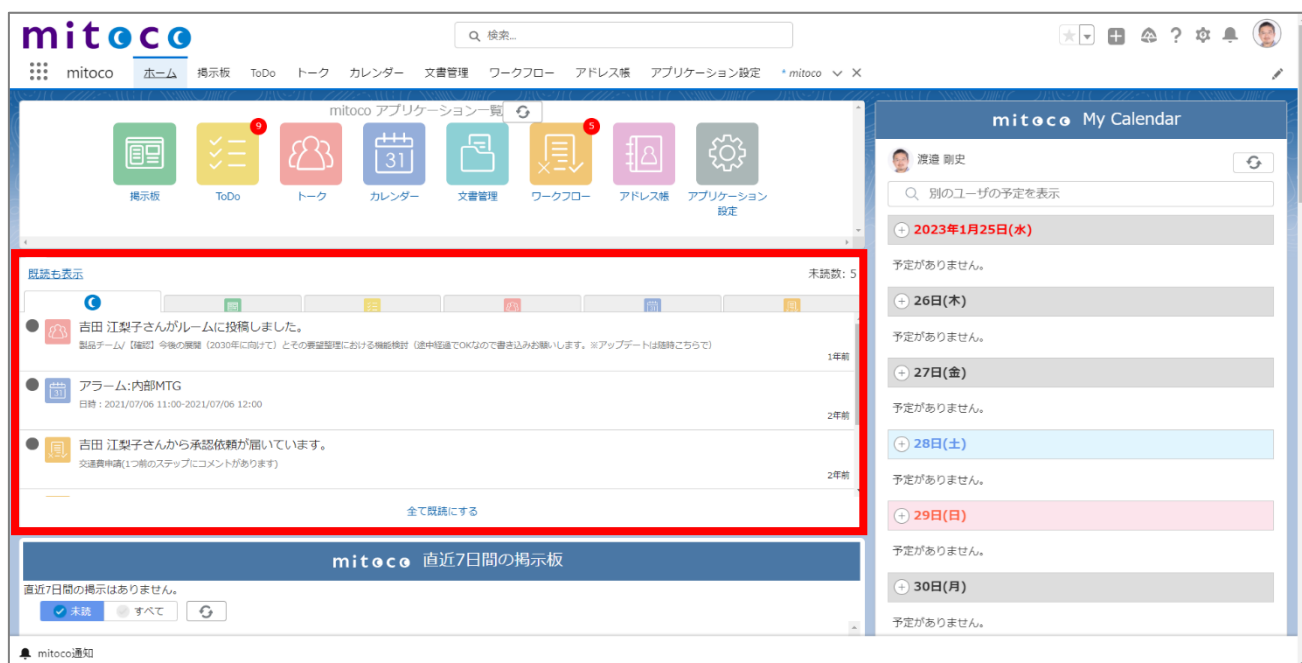 mitoco
検索...
mitoco ホーム 掲示板 ToDo トーク カレンダー 文書管理 ワークフロー アドレス帳 アプリケーション設定 * mitoco
mitoco アプリケーション一覧
9
5
31
掲示板 ToDo トーク カレンダー 文書管理 ワークフロー アドレス帳 アプリケーション
設定
既読も表示 未読数: 5
吉田 江梨子さんがルームに投稿しました。
製品チーム/【確認】今後の展開（2030年に向けて）とその要望整理における機能検討（途中経過でOKなので書き込みお願いします。※アップデートは随時こちらで）
1年前
アラーム:内部MTG
日時 : 2021/07/06 11:00-2021/07/06 12:00
2年前
吉田 江梨子さんから承認依頼が届いています。
交通費申請(1つ前のステップにコメントがあります)
2年前
全て既読にする
mitoco 直近7日間の掲示板
直近7日間の掲示はありません。
未読 すべて
mitoco My Calendar
渡邉 剛史
別のユーザの予定を表示
2023年1月25日(水)
予定がありません。
26日(木)
予定がありません。
27日(金)
予定がありません。
28日(土)
予定がありません。
29日(日)
予定がありません。
30日(月)
予定がありません。
mitoco通知